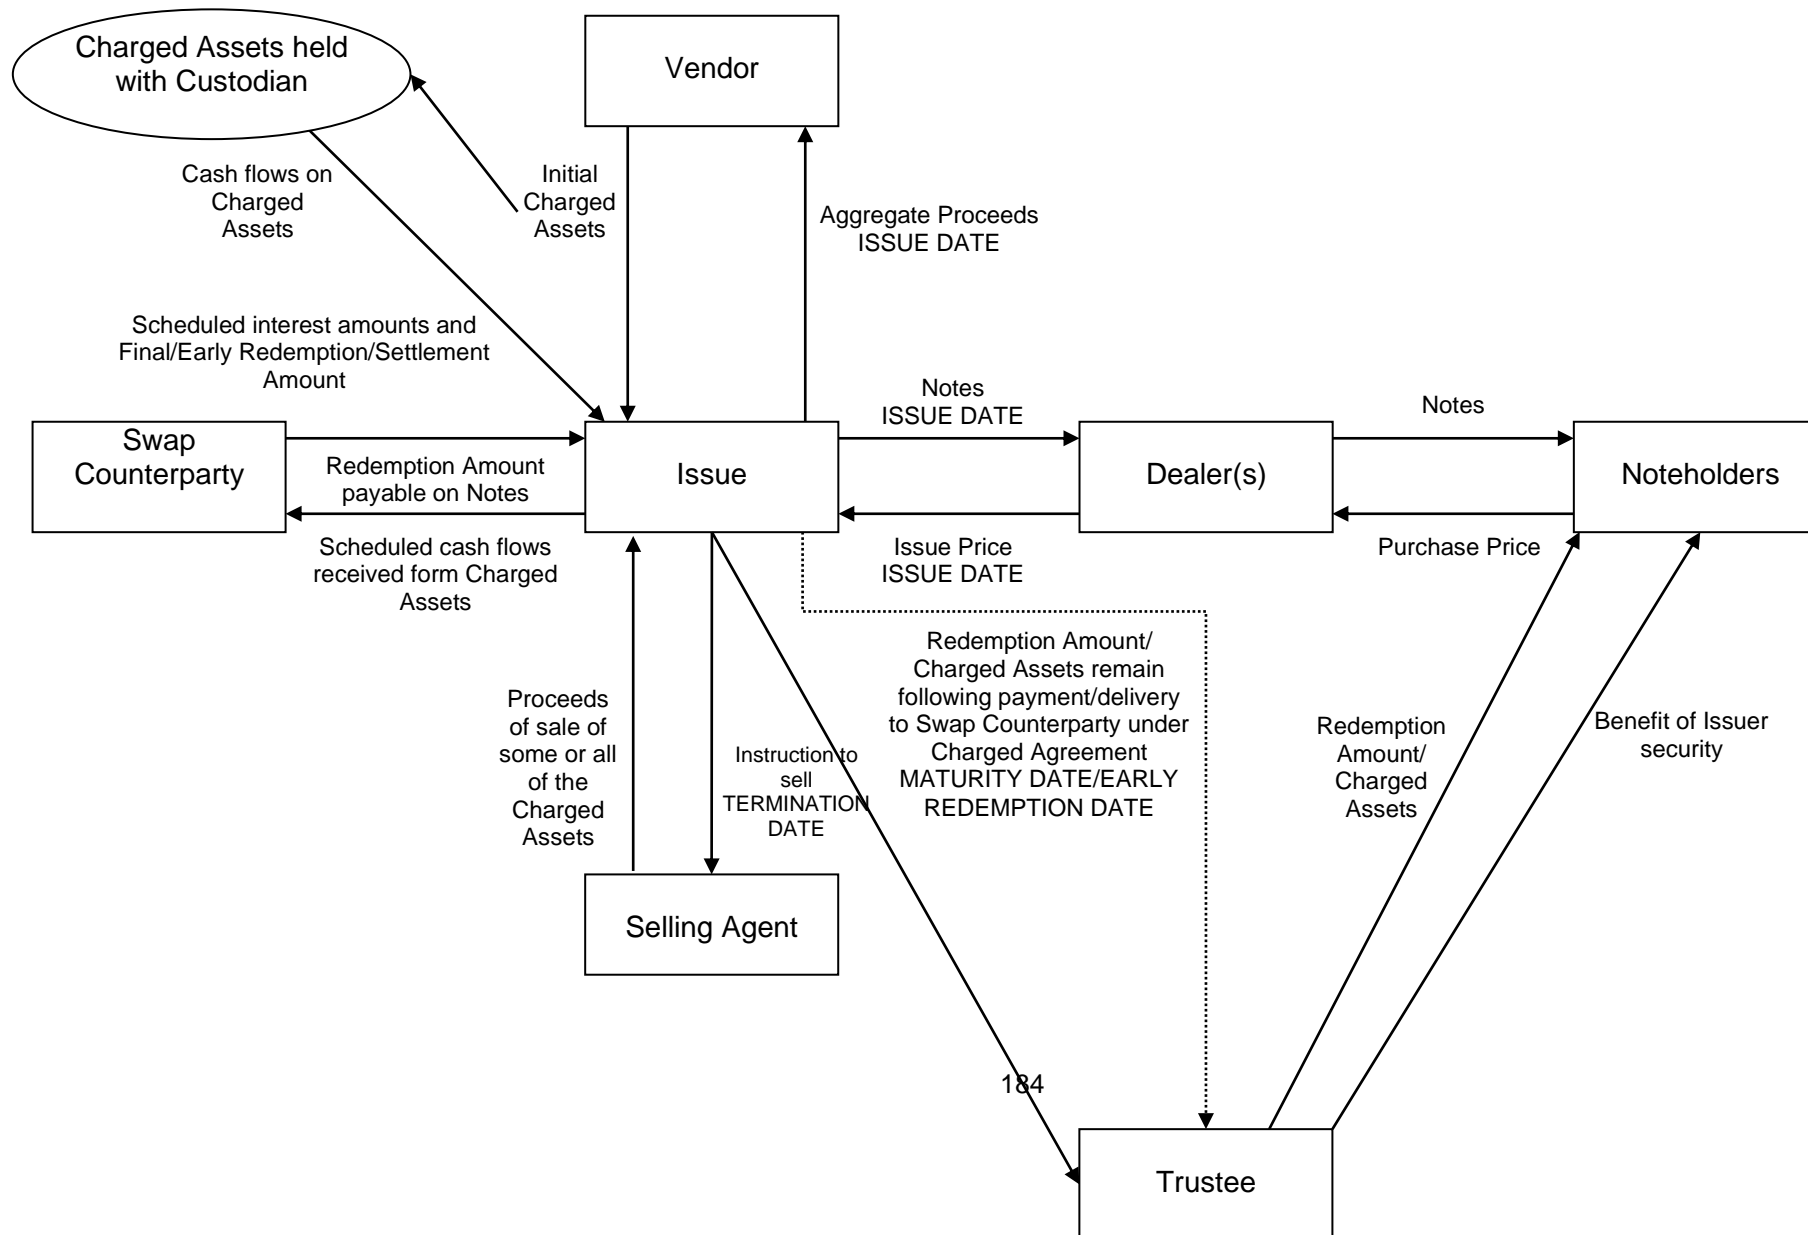 Charged Assets held
with Custodian
Vendor
Cash flows on
Charged
Assets
Initial
Charged
Assets
Aggregate Proceeds
ISSUE DATE
Scheduled interest amounts and
Final/Early Redemption/Settlement
Amount
Swap
Counterparty
Redemption Amount
payable on Notes
Issue
Notes
ISSUE DATE
Dealer(s)
Notes
Noteholders
Scheduled cash flows
received form Charged
Assets
Issue Price
ISSUE DATE
Purchase Price
Proceeds
of sale of
some or all
of the
Charged
Assets
Instruction to
sell
TERMINATION
DATE
Redemption Amount/
Charged Assets remain
following payment/delivery
to Swap Counterparty under
Charged Agreement
MATURITY DATE/EARLY
REDEMPTION DATE
Redemption
Amount/
Charged
Assets
Benefit of Issuer
security
Selling Agent
184
Trustee